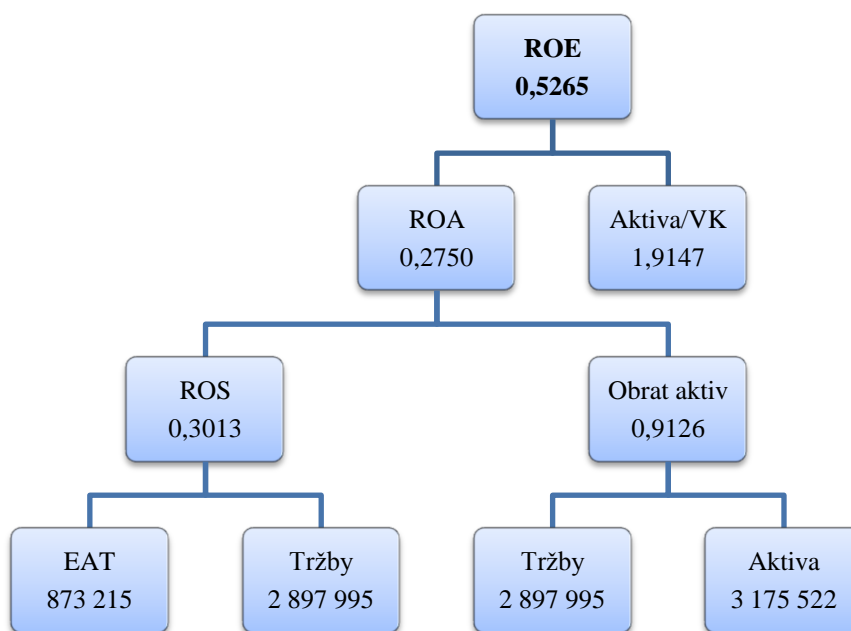 ROE
0,5265
ROA
0,2750
Aktiva/VK
1,9147
ROS
0,3013
Obrat aktiv
0,9126
EAT
873 215
Tržby
2 897 995
Tržby
2 897 995
Aktiva
3 175 522